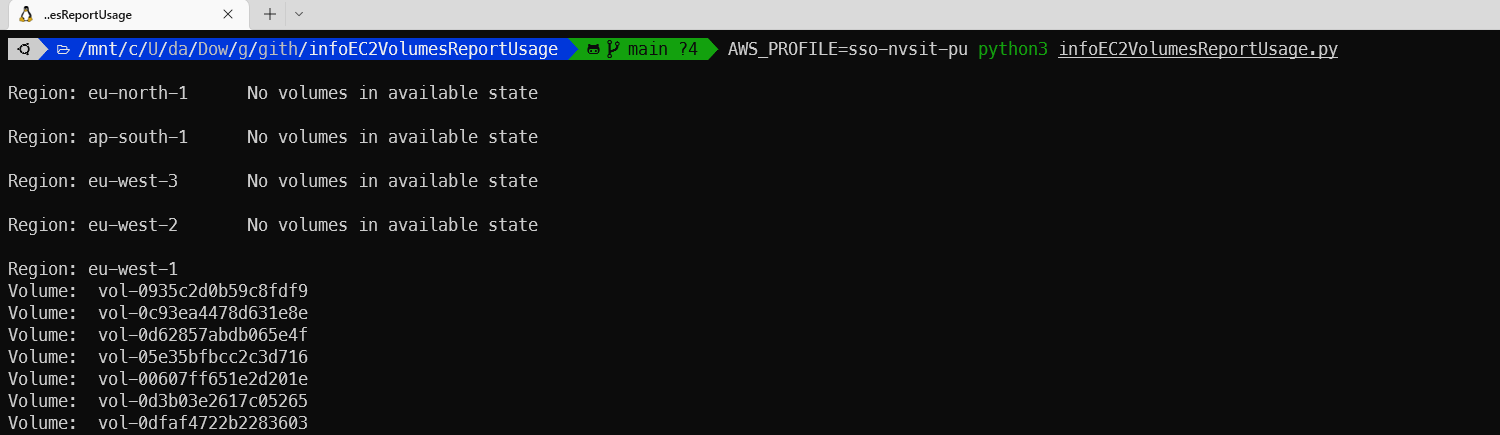 ..esReportUsage
/mnt/c/U/da/Dow/g/gith/infoEC2VolumesReportUsage main ?4 AWS_PROFILE=sso-nvsit-pu python3 infoEC2VolumesReportUsage.py
Region: eu-north-1 No volumes in available state
Region: ap-south-1 No volumes in available state
Region: eu-west-3 No volumes in available state
Region: eu-west-2 No volumes in available state
Region: eu-west-1
Volume: vol-0935c2d0b59c8fdf9
Volume: vol-0c93ea4478d631e8e
Volume: vol-0d62857abdb065e4f
Volume: vol-05e35bfbcc2c3d716
Volume: vol-00607ff651e2d201e
Volume: vol-0d3b03e2617c05265
Volume: vol-0dfaf4722b2283603